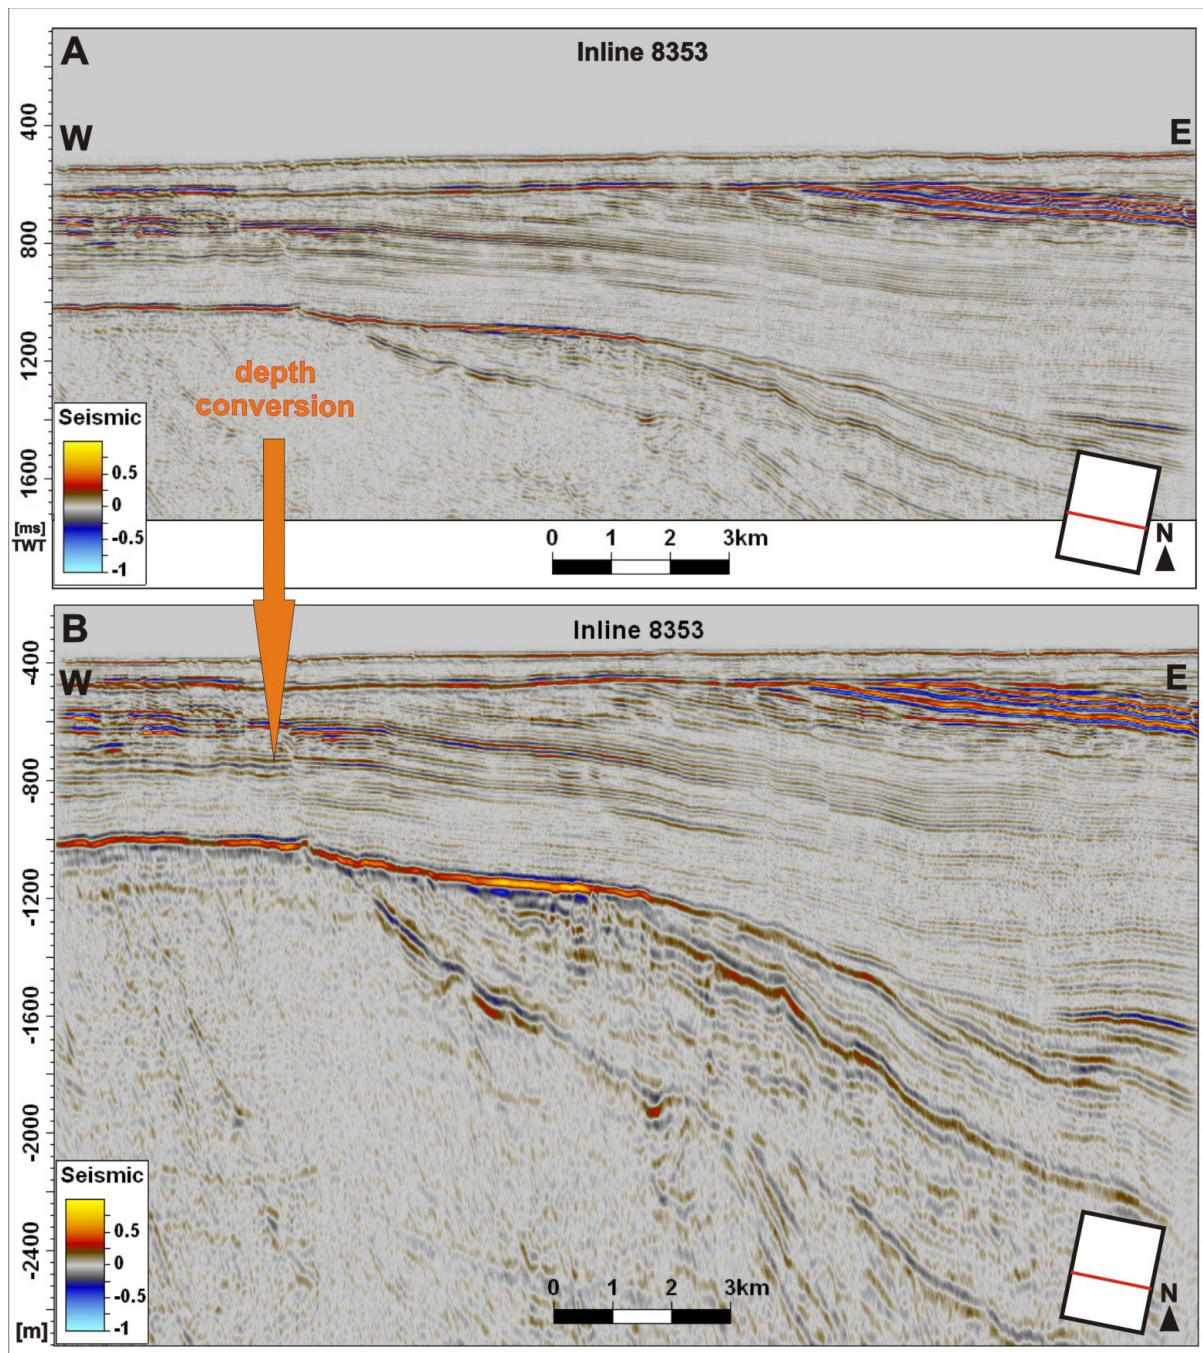 A
Inline 8353
W
E
400
800
1200
1600
[ms]
TWT
depth
conversion
Seismic
0.5
0
-0.5
-1
0 1 2 3km
N
B
Inline 8353
W
E
-400
-800
-1200
-1600
-2000
-2400
[m]
Seismic
0.5
0
-0.5
-1
0 1 2 3km
N